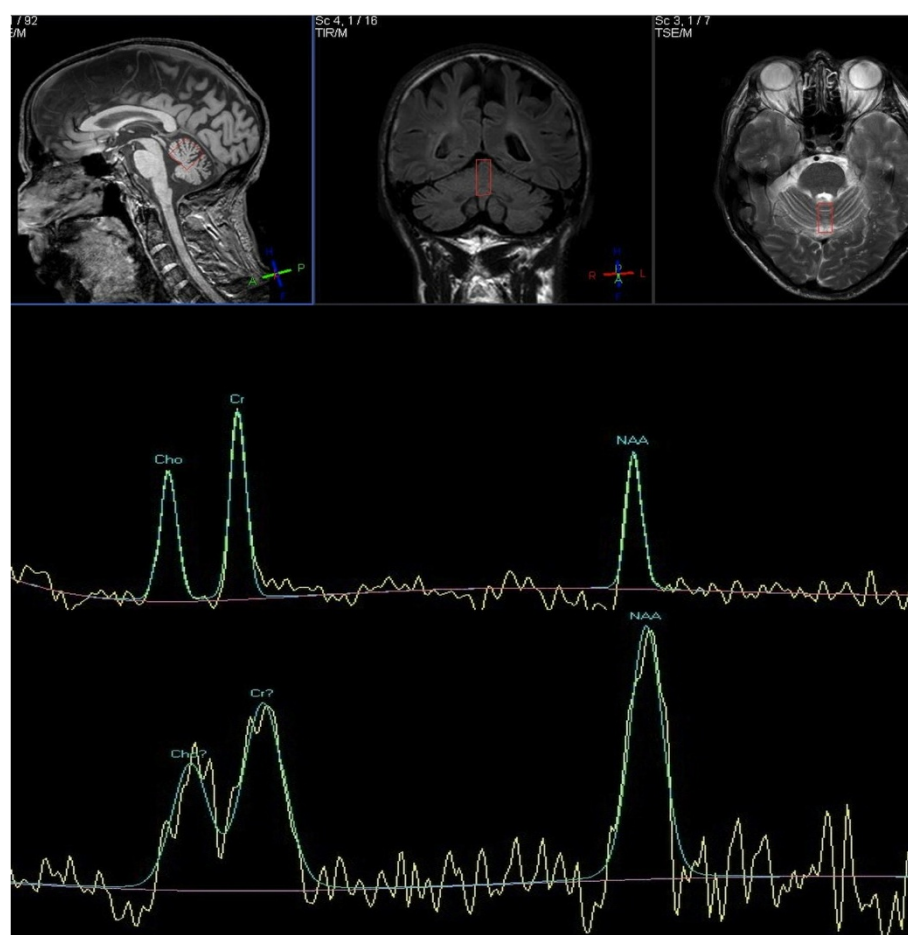 / 92
E/M
Sc 4, 1 / 16
TIR/M
Sc 3, 1 / 7
TSE/M
H
A
P
F
H
P
R
L
A
F
Cho
Cr
NAA
NAA
Cr?
Cho?